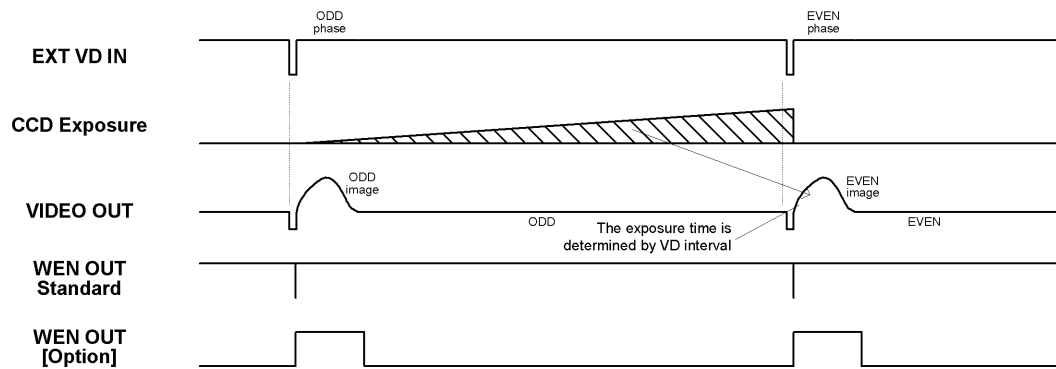 ODD
phase
EVEN
phase
EXT VD IN
CCD Exposure
ODD
image
EVEN
image
VIDEO OUT
ODD
EVEN
The exposure time is
determined by VD interval
WEN OUT
Standard
WEN OUT
[Option]